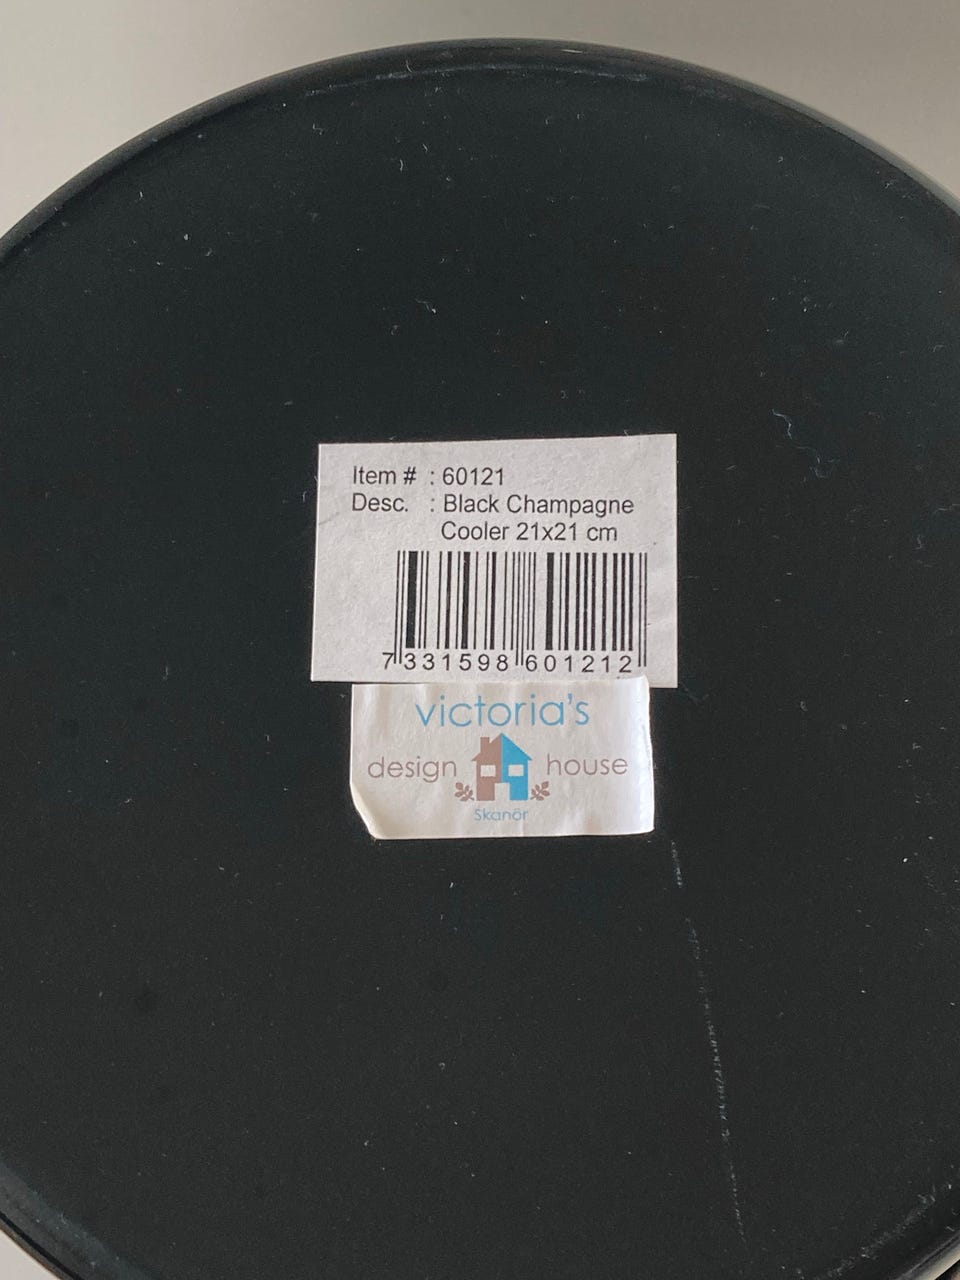 Item # : 60121
Desc. : Black Champagne
Cooler 21x21 cm
7 331598 601212
victoria's
design house
Skanör